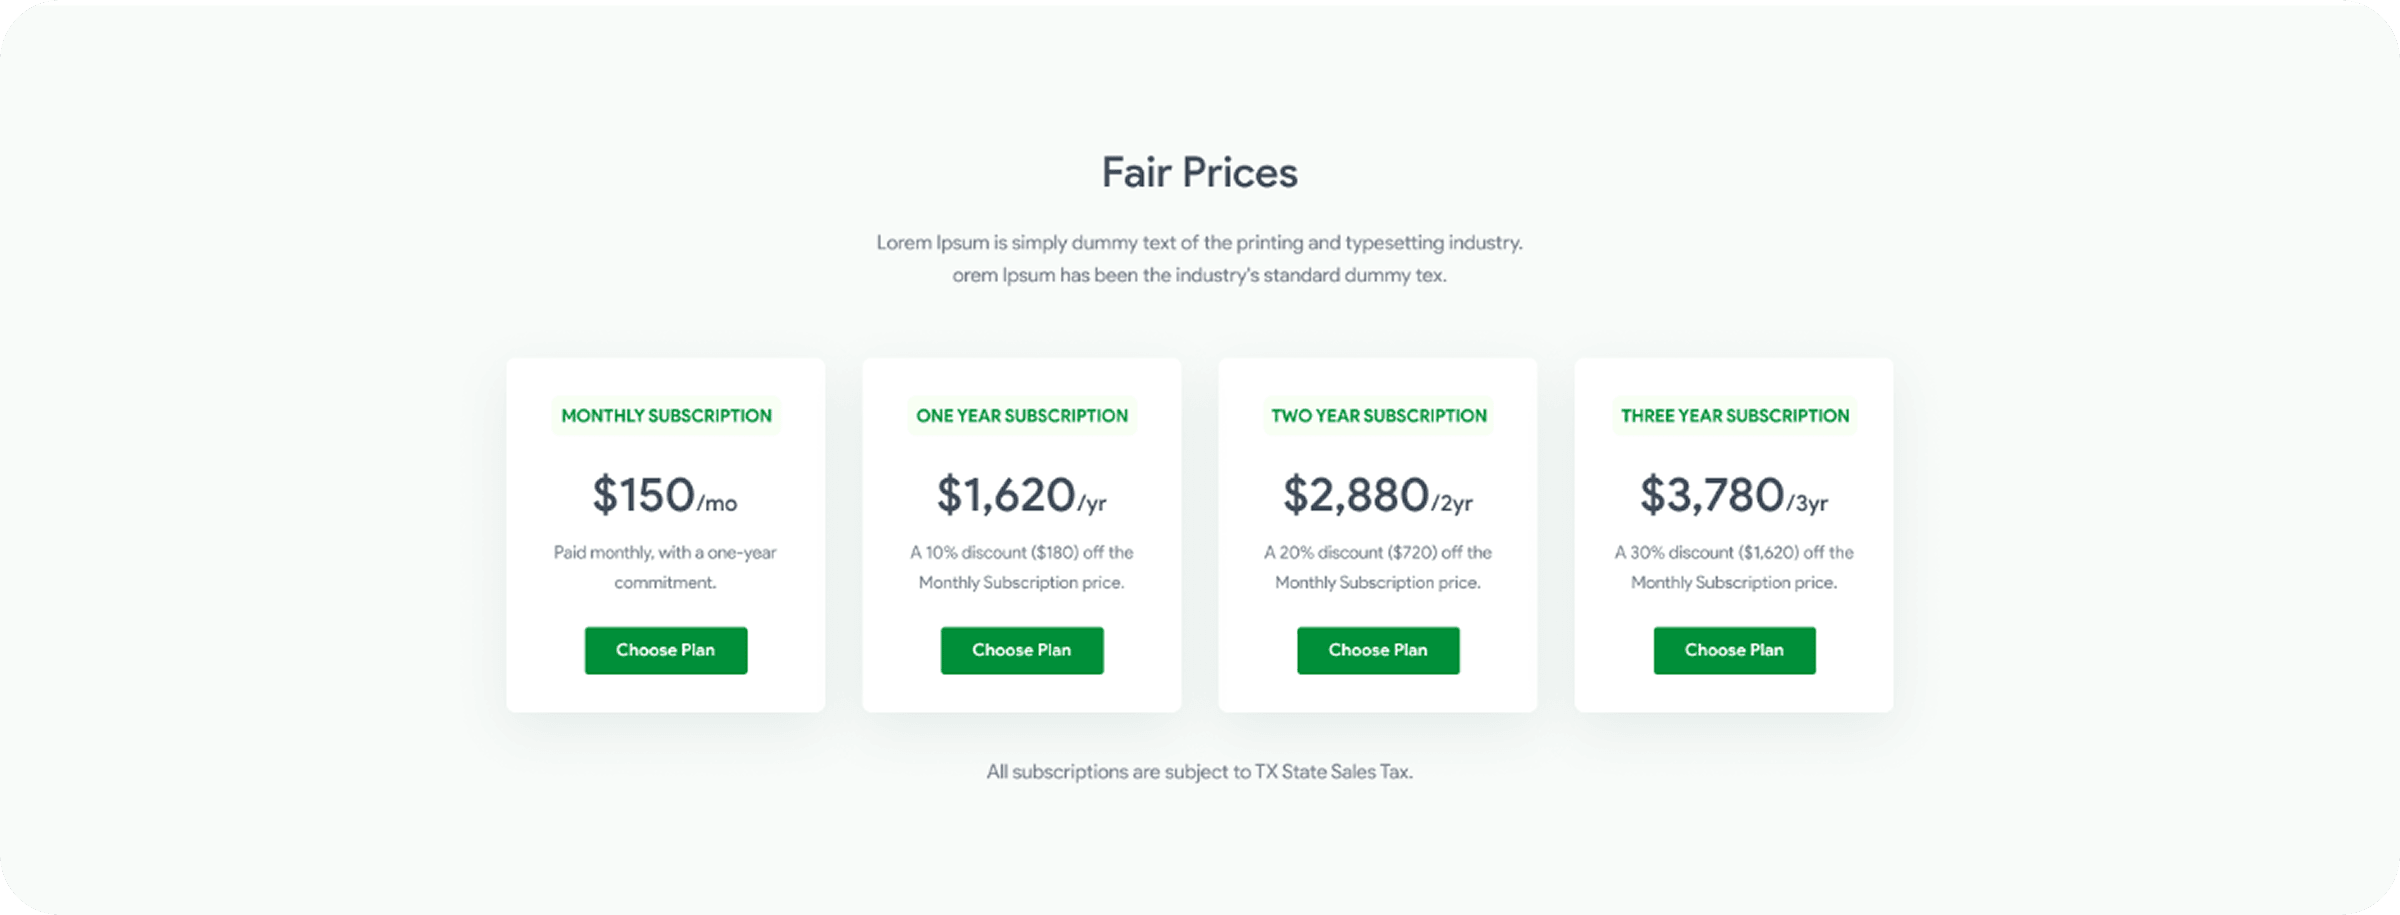 Fair Prices
Lorem Ipsum is simply dummy text of the printing and typesetting industry.
orem Ipsum has been the industry's standard dummy tex.
MONTHLY SUBSCRIPTION
$150/mo
Paid monthly, with a one-year
commitment.
Choose Plan
ONE YEAR SUBSCRIPTION
$1,620/yr
A 10% discount ($180) off the
Monthly Subscription price.
Choose Plan
TWO YEAR SUBSCRIPTION
$2,880/2yr
A 20% discount ($720) off the
Monthly Subscription price.
Choose Plan
THREE YEAR SUBSCRIPTION
$3,780/3yr
A 30% discount ($1,620) off the
Monthly Subscription price.
Choose Plan
All subscriptions are subject to TX State Sales Tax.